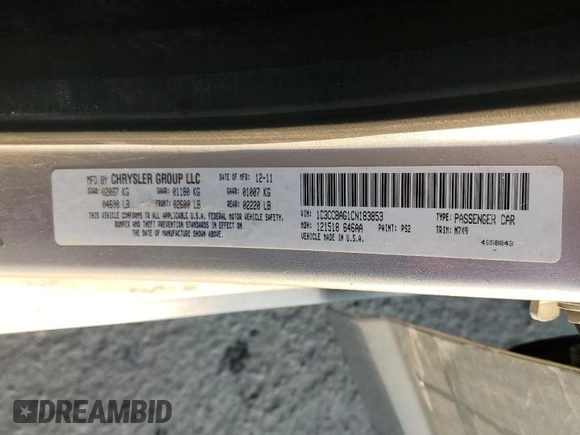 MFG BY CHRYSLER GROUP LLC DATE OF MFR: 12-11
GVWR: 02087 KG GAWR: 01180 KG GAWR: 01007 KG
04600 LB FRONT: 02600 LB REAR: 02220 LB
THIS VEHICLE CONFORMS TO ALL APPLICABLE U.S.A. FEDERAL MOTOR VEHICLE SAFETY,
BUMPER AND THEFT PREVENTION STANDARDS IN EFFECT ON
THE DATE OF MANUFACTURE SHOWN ABOVE.
VIN: 1C3CCBAG1CN183853 TYPE: PASSENGER CAR
MDH: 121518 646AA PAINT: PS2 TRIM: M7X9
VEHICLE MADE IN U.S.A. 4658843
DREAMBID